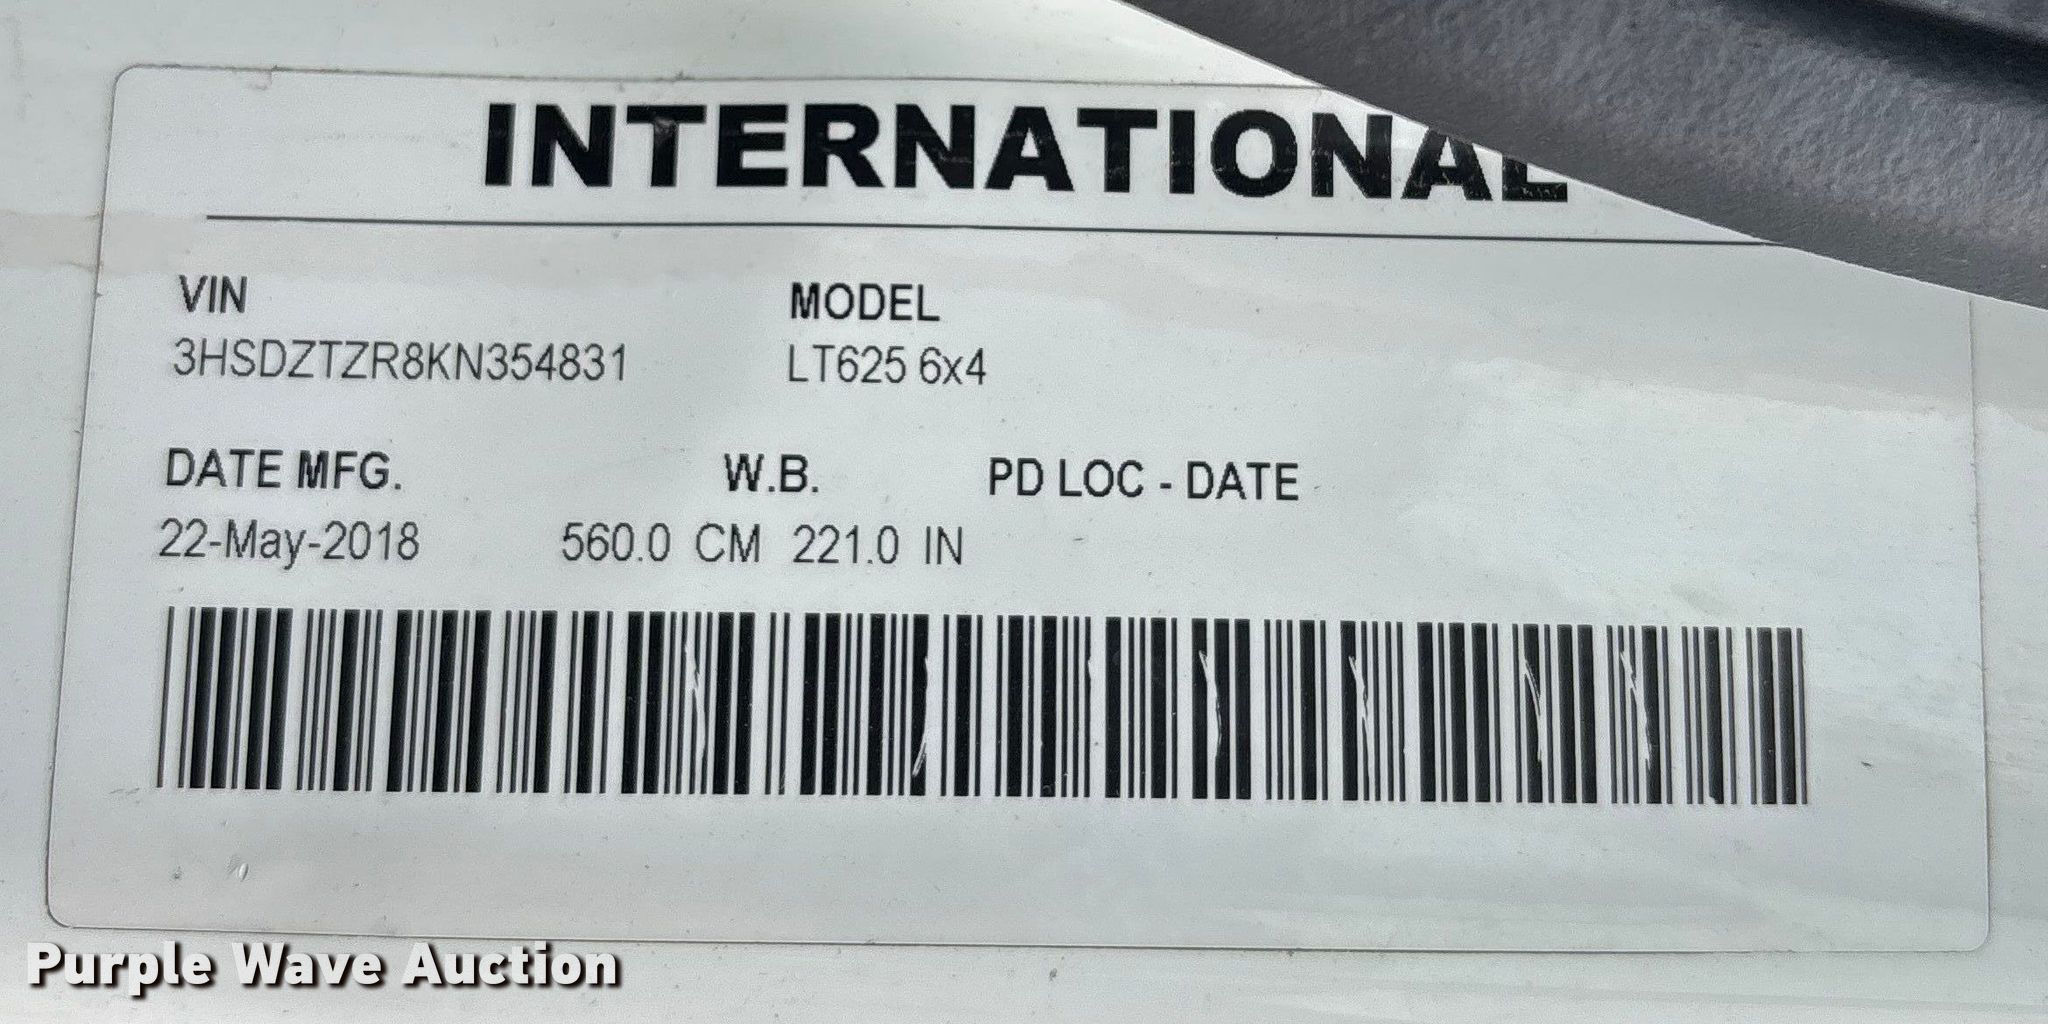 INTERNATIONAL
VIN MODEL
3HSDZTZR8KN354831 LT625 6x4
DATE MFG. W.B. PD LOC - DATE
22-May-2018 560.0 CM 221.0 IN
Purple Wave Auction